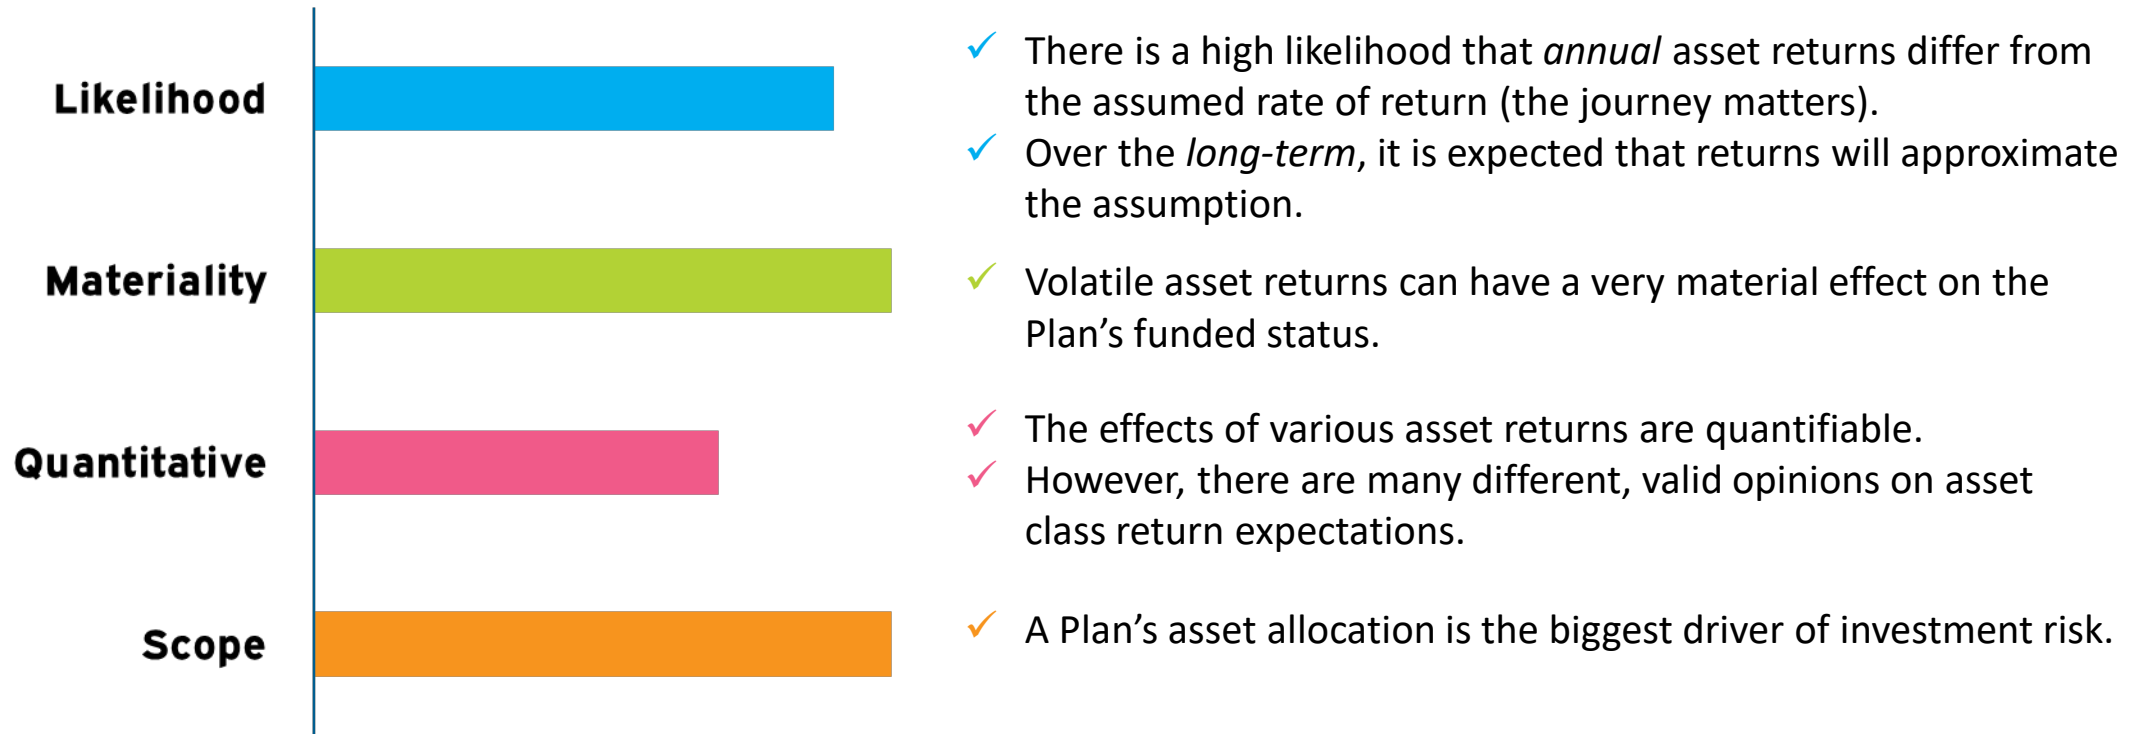 Likelihood
✓ There is a high likelihood that annual asset returns differ from
the assumed rate of return (the journey matters).
✓ Over the long-term, it is expected that returns will approximate
the assumption.
Materiality
✓ Volatile asset returns can have a very material effect on the
Plan’s funded status.
Quantitative
✓ The effects of various asset returns are quantifiable.
✓ However, there are many different, valid opinions on asset
class return expectations.
Scope
✓ A Plan’s asset allocation is the biggest driver of investment risk.